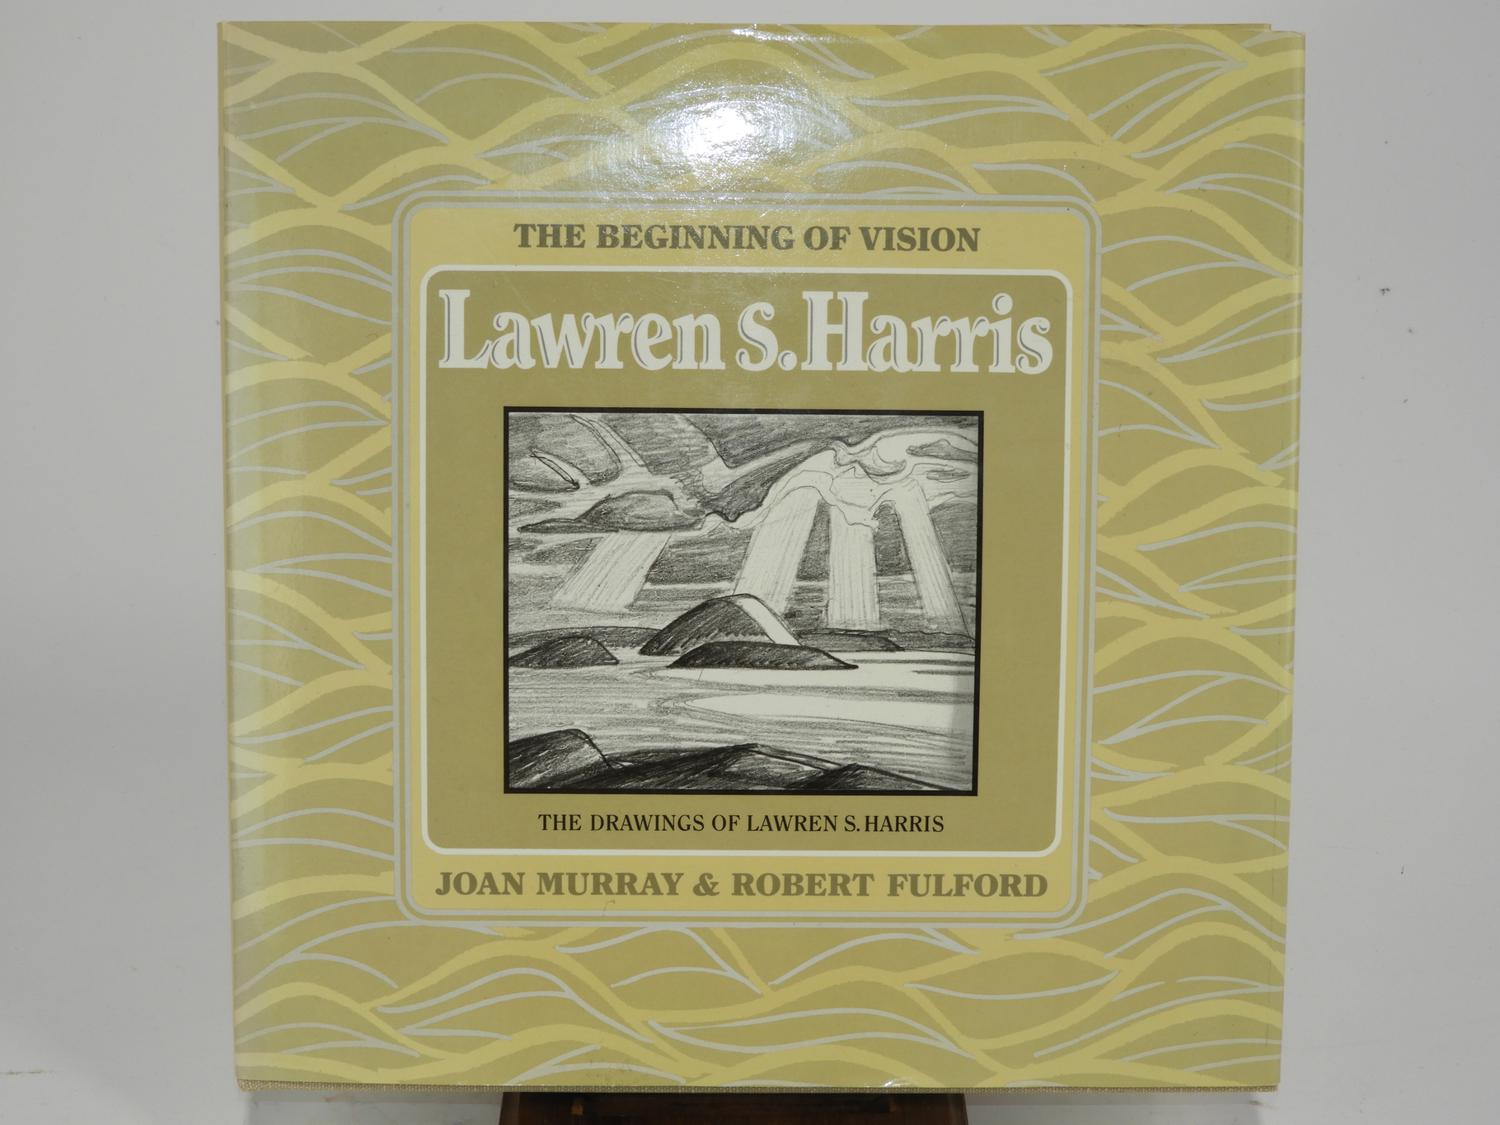 THE BEGINNING OF VISION
Lawren S. Harris
THE DRAWINGS OF LAWREN S. HARRIS
JOAN MURRAY & ROBERT FULFORD